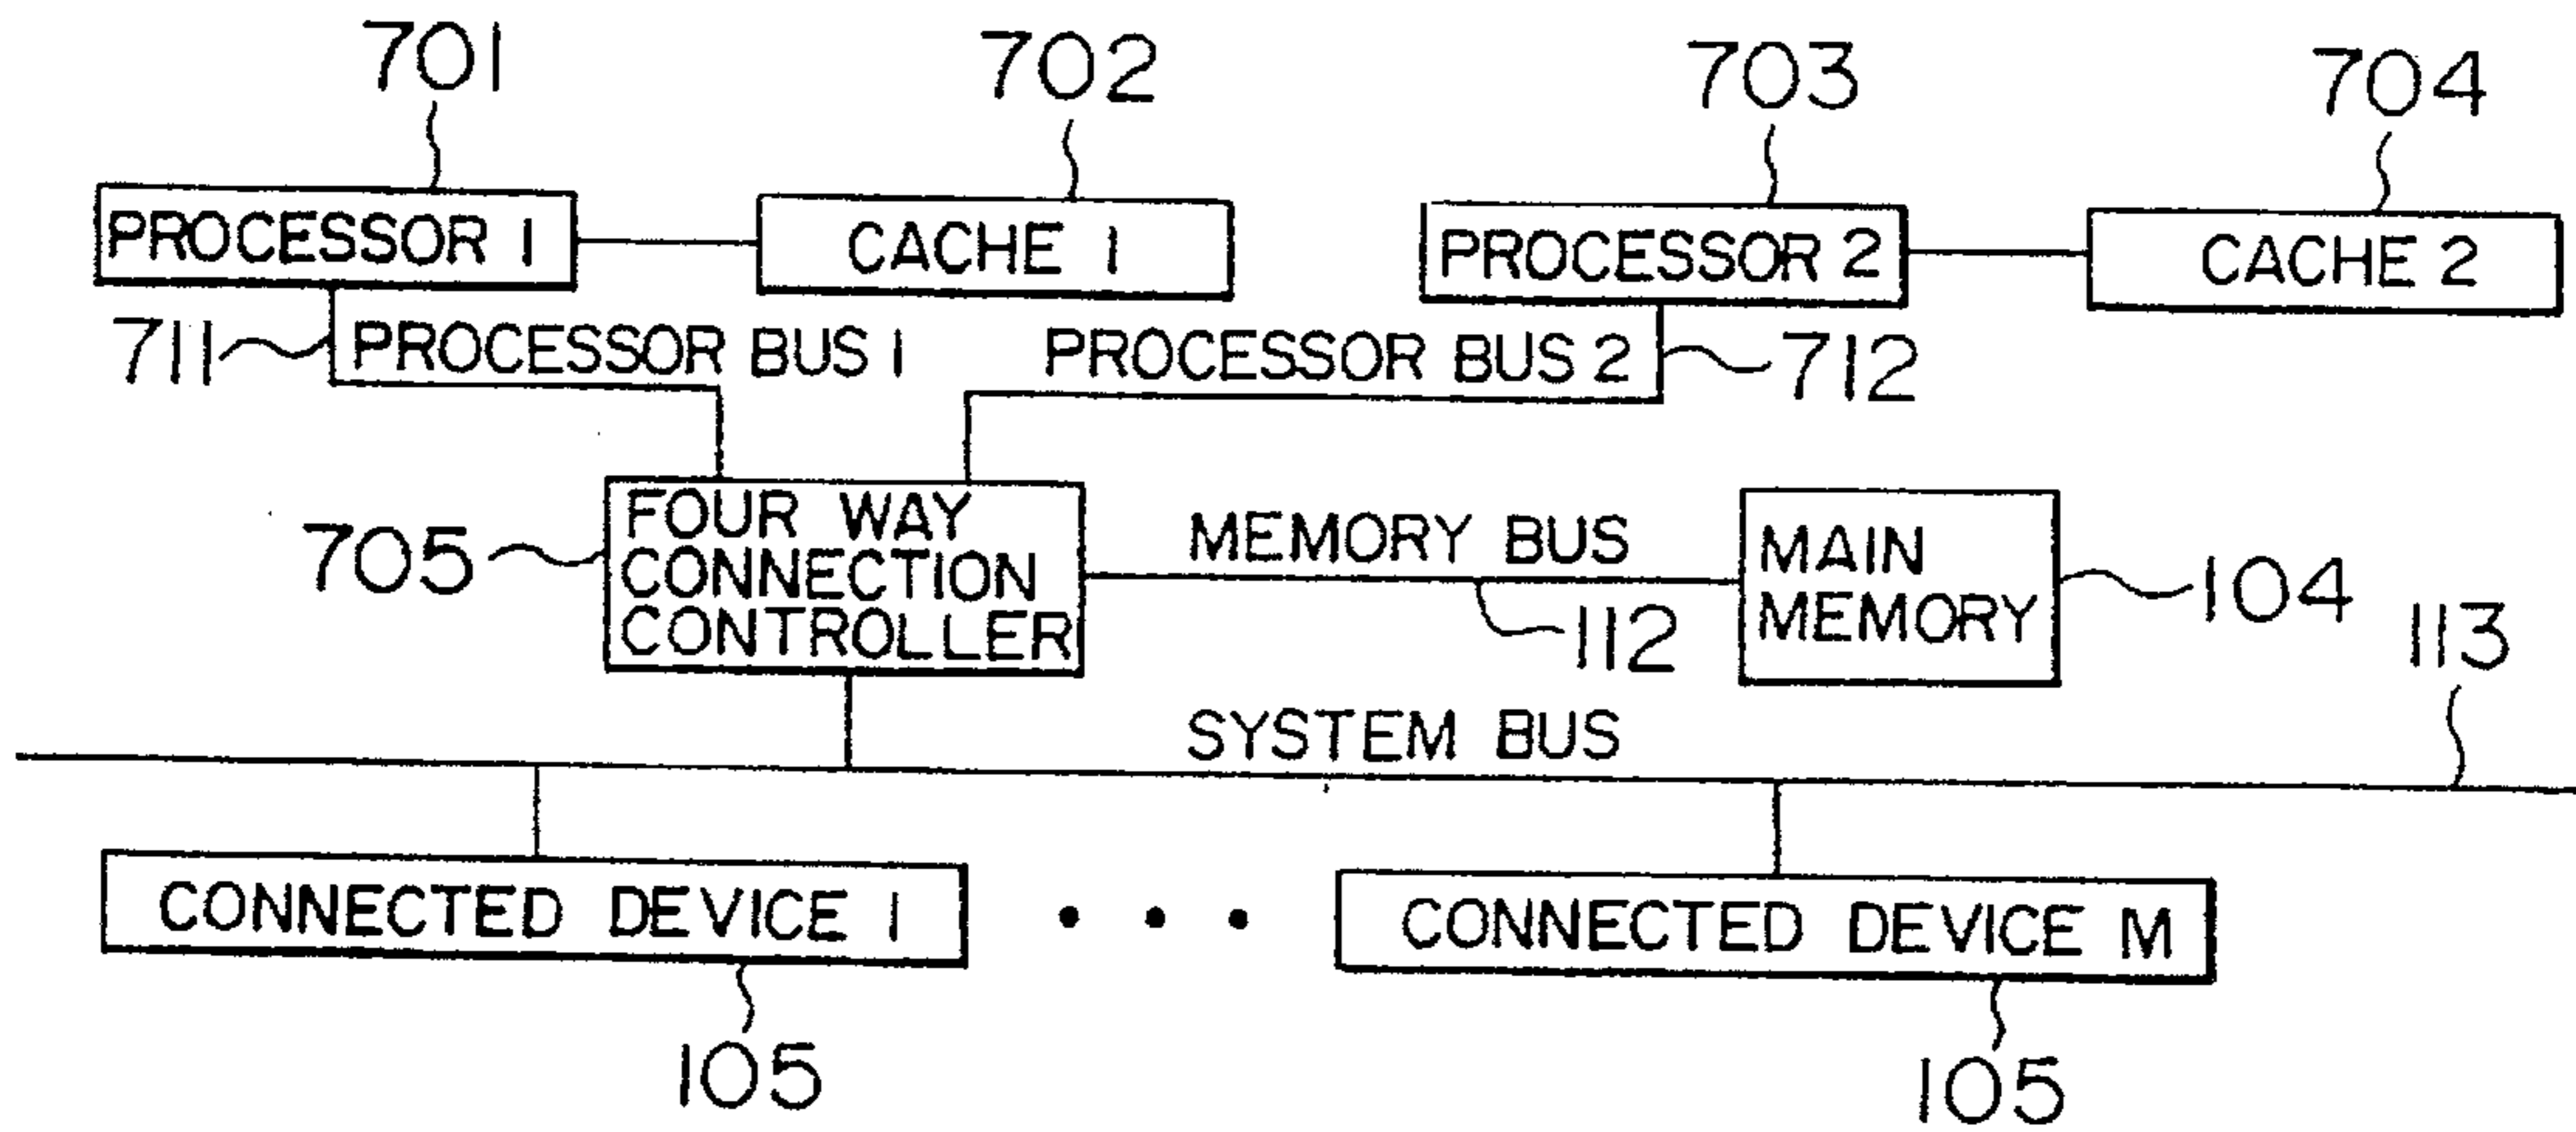 701
702
703
704
PROCESSOR 1
CACHE 1
PROCESSOR 2
CACHE 2
711
PROCESSOR BUS 1
PROCESSOR BUS 2
712
705
FOUR WAY
CONNECTION
CONTROLLER
MEMORY BUS
112
MAIN
MEMORY
104
113
SYSTEM BUS
CONNECTED DEVICE 1
• • •
CONNECTED DEVICE M
105
105